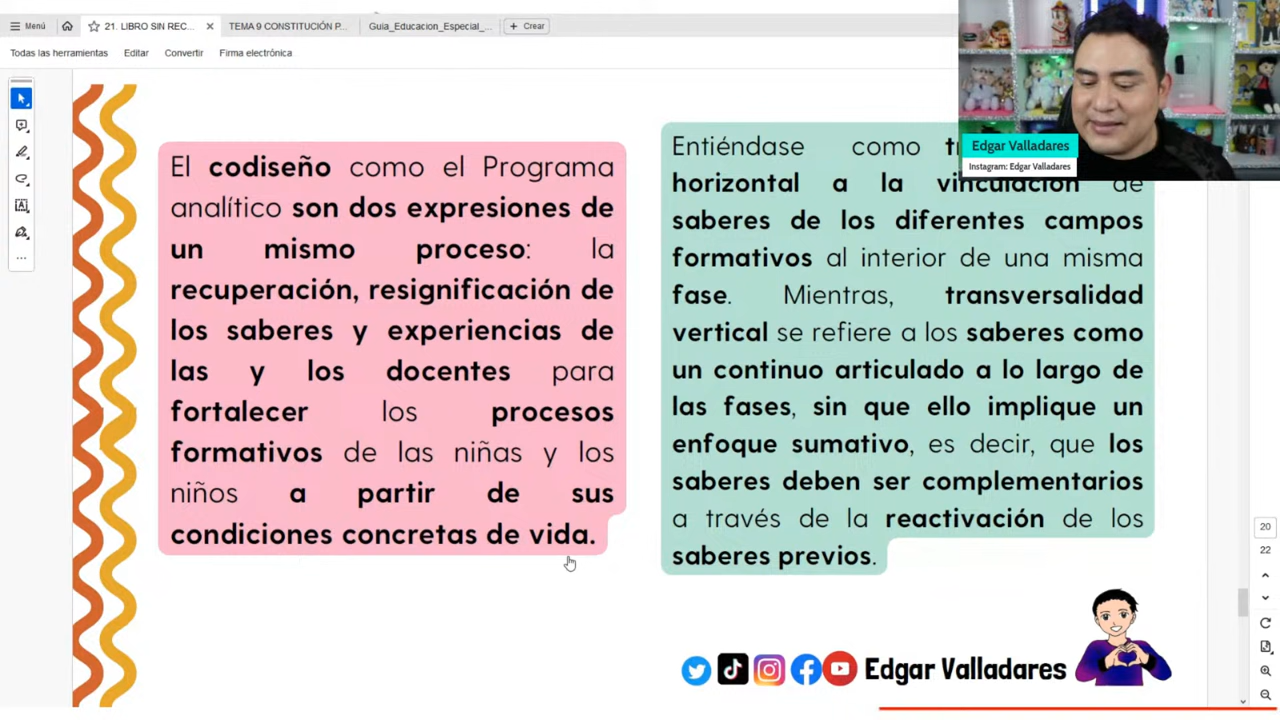 Menú
21. LIBRO SIN REC...
TEMA 9 CONSTITUCIÓN P...
Guia_Educacion_Especial_...
Crear
Todas las herramientas
Editar
Convertir
Firma electrónica
El codiseño como el Programa
analítico son dos expresiones de
un mismo proceso: la
recuperación, resignificación de
los saberes y experiencias de
las y los docentes para
fortalecer los procesos
formativos de las niñas y los
niños a partir de sus
condiciones concretas de vida.
Entiéndase como
horizontal a la vinculación de
saberes de los diferentes campos
formativos al interior de una misma
fase. Mientras, transversalidad
vertical se refiere a los saberes como
un continuo articulado a lo largo de
las fases, sin que ello implique un
enfoque sumativo, es decir, que los
saberes deben ser complementarios
a través de la reactivación de los
saberes previos.
Edgar Valladares
Instagram: Edgar Valladares
20
22
Edgar Valladares